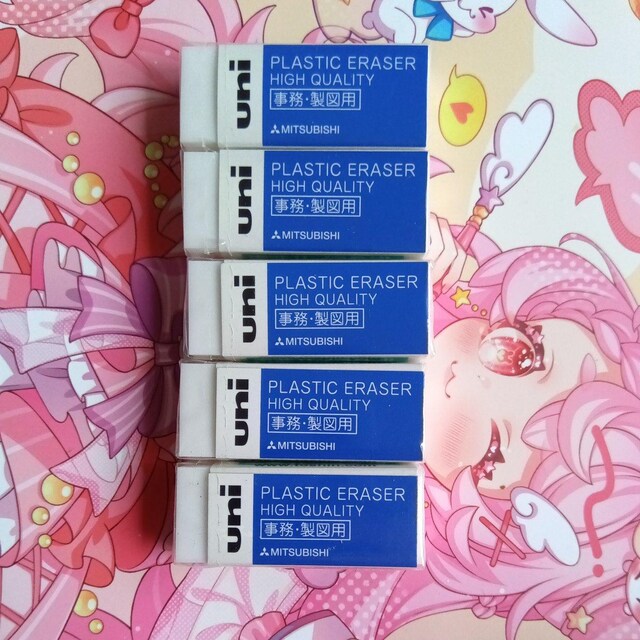 uni
PLASTIC ERASER
HIGH QUALITY
事務・製図用
MITSUBISHI
uni
PLASTIC ERASER
HIGH QUALITY
事務・製図用
MITSUBISHI
uni
PLASTIC ERASER
HIGH QUALITY
事務・製図用
MITSUBISHI
uni
PLASTIC ERASER
HIGH QUALITY
事務・製図用
MITSUBISHI
uni
PLASTIC ERASER
HIGH QUALITY
事務・製図用
MITSUBISHI